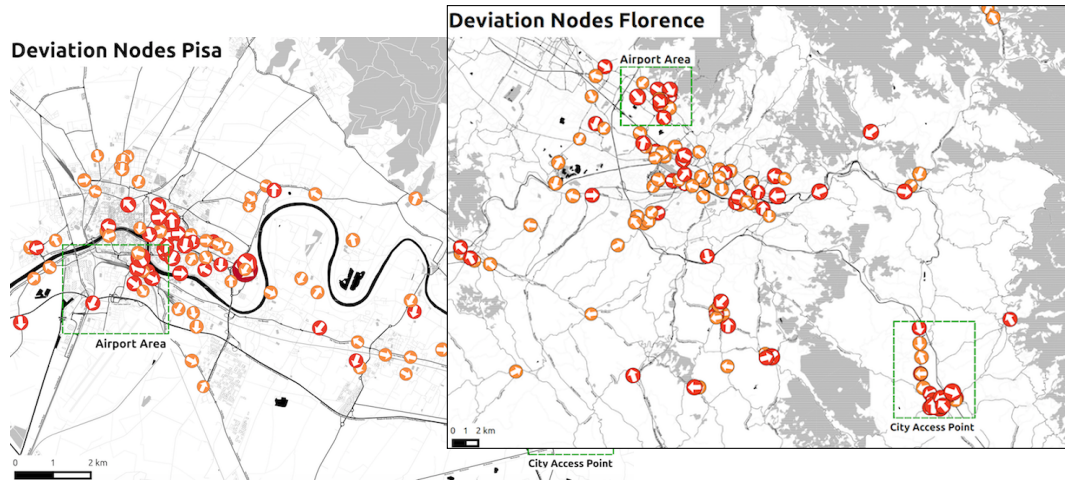 Deviation Nodes Pisa
Airport Area
0 1 2 km
City Access Point
Deviation Nodes Florence
Airport Area
City Access Point
0 1 2 km